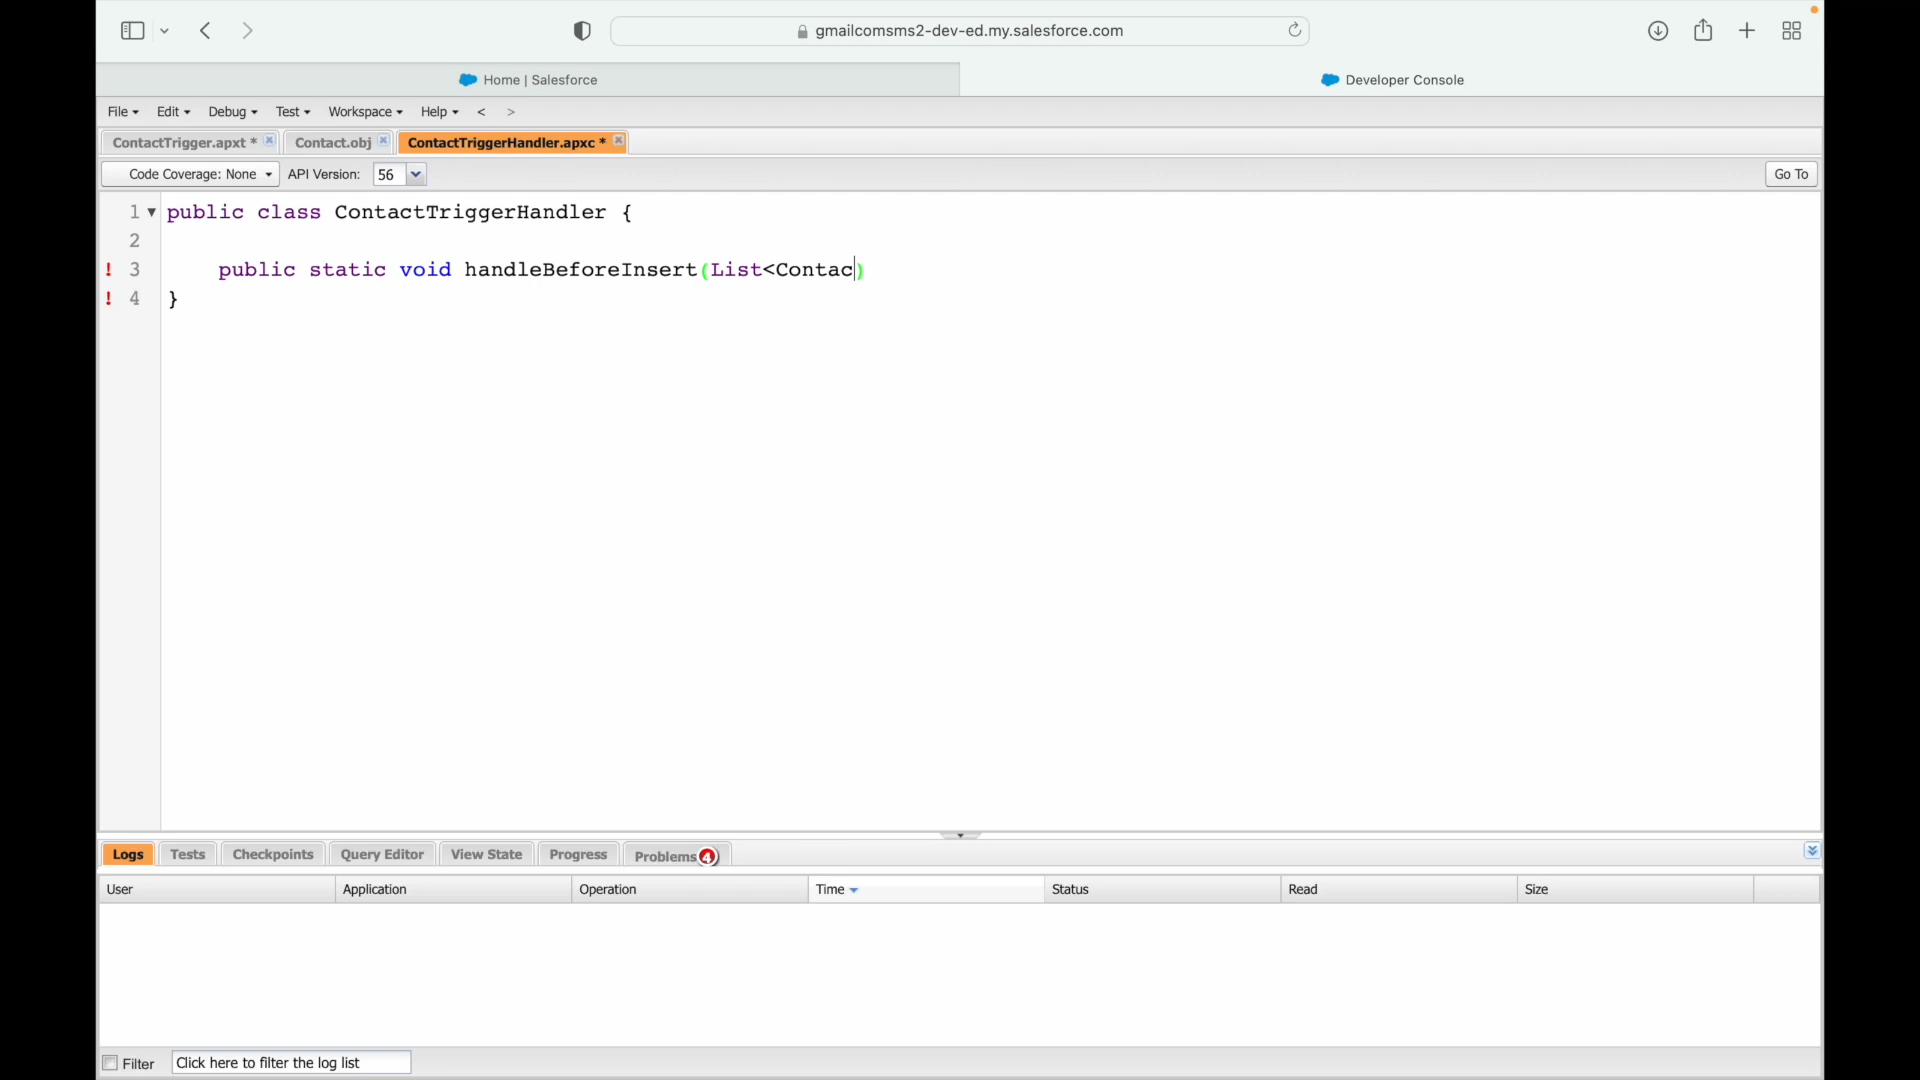 gmailcomsms2-dev-ed.my.salesforce.com
Home | Salesforce
Developer Console
File Edit Debug Test Workspace Help < >
ContactTrigger.apxt * Contact.obj ContactTriggerHandler.apxc *
Code Coverage: None API Version: 56 Go To
1 public class ContactTriggerHandler {
2
! 3 public static void handleBeforeInsert(List<Contac)
! 4 }
Logs Tests Checkpoints Query Editor View State Progress Problems 4
User Application Operation Time Status Read Size
Filter Click here to filter the log list